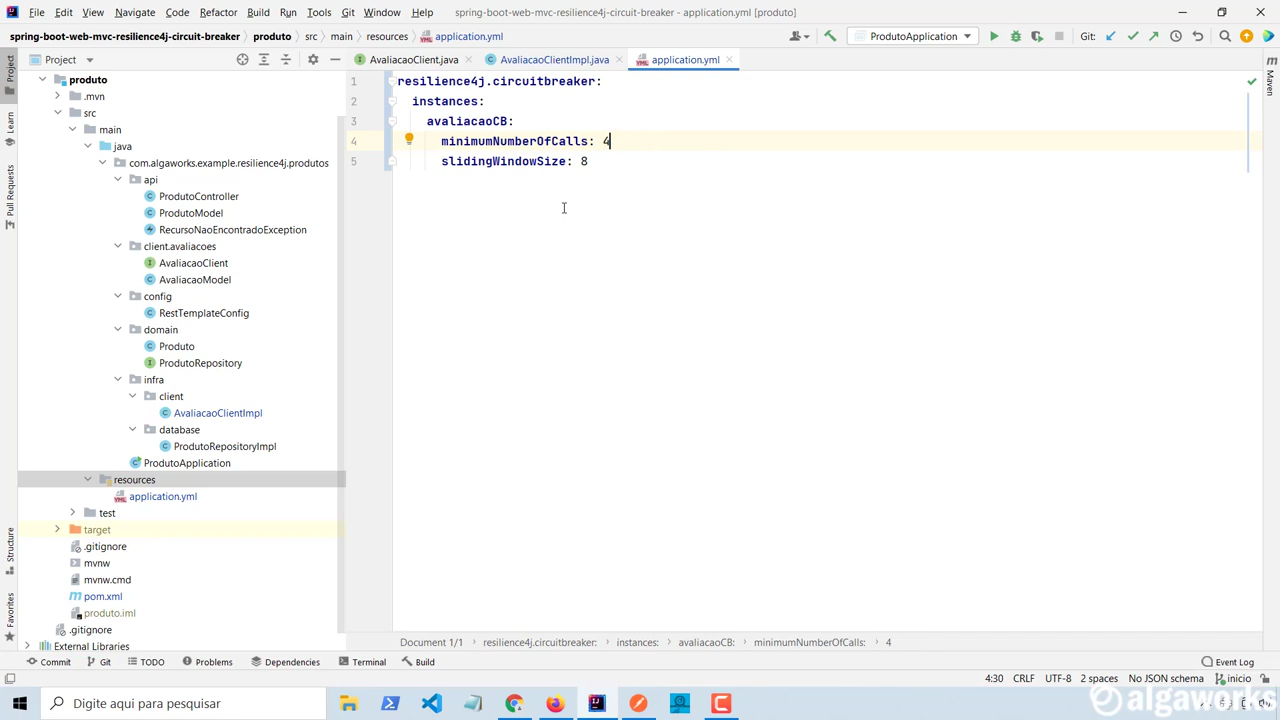 File Edit View Navigate Code Refactor Build Run Tools Git Window Help spring-boot-web-mvc-resilience4j-circuit-breaker - application.yml [produto]
spring-boot-web-mvc-resilience4j-circuit-breaker produto src main resources application.yml ProdutoApplication Git:
Project AvaliacaoClient.java AvaliacaoClientImpl.java application.yml
Project
Learn
Pull Requests
Structure
Favorites
Maven
produto
.mvn
src
main
java
com.algaworks.example.resilience4j.produtos
api
ProdutoController
ProdutoModel
RecursoNaoEncontradoException
client.avaliacoes
AvaliacaoClient
AvaliacaoModel
config
RestTemplateConfig
domain
Produto
ProdutoRepository
infra
client
AvaliacaoClientImpl
database
ProdutoRepositoryImpl
ProdutoApplication
resources
application.yml
test
target
.gitignore
mvnw
mvnw.cmd
pom.xml
produto.iml
.gitignore
External Libraries
1 resilience4j.circuitbreaker:
2 instances:
3 avaliacaoCB:
4 minimumNumberOfCalls: 4
5 slidingWindowSize: 8
Document 1/1 resilience4j.circuitbreaker: instances: avaliacaoCB: minimumNumberOfCalls: 4
Commit Git TODO Problems Dependencies Terminal Build Event Log
4:30 CRLF UTF-8 2 spaces No JSON schema inicio
Digite aqui para pesquisar
algaworks